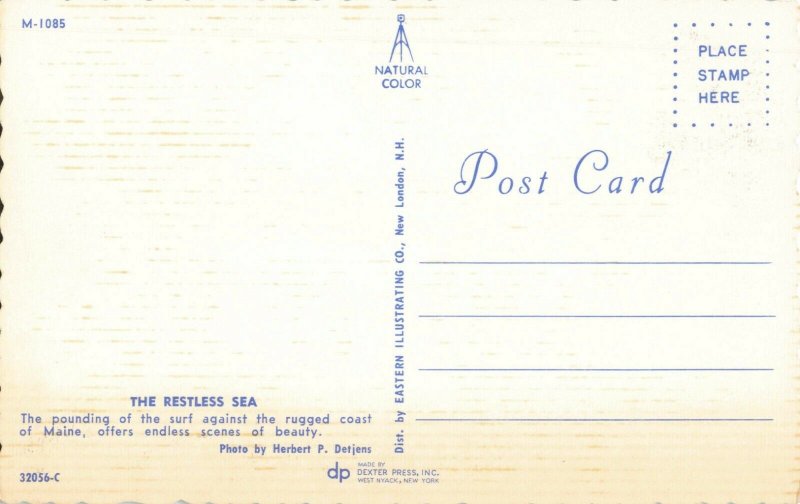 M-1085
NATURAL
COLOR
PLACE
STAMP
HERE
Post Card
Dist. by EASTERN ILLUSTRATING CO., New London, N.H.
THE RESTLESS SEA
The pounding of the surf against the rugged coast
of Maine, offers endless scenes of beauty.
Photo by Herbert P. Detjens
32056-C
dp
MADE BY
DEXTER PRESS, INC.
WEST NYACK, NEW YORK